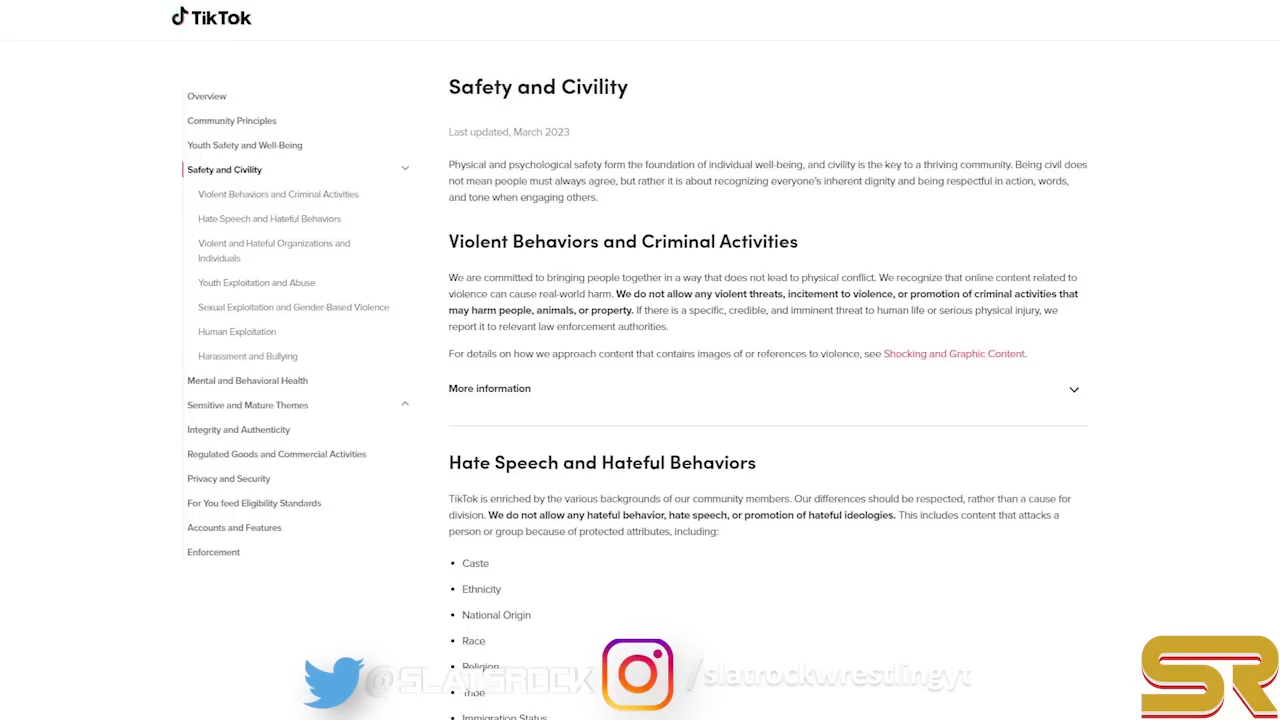 TikTok
Overview
Community Principles
Youth Safety and Well-Being
Safety and Civility
Violent Behaviors and Criminal Activities
Hate Speech and Hateful Behaviors
Violent and Hateful Organizations and
Individuals
Youth Exploitation and Abuse
Sexual Exploitation and Gender-Based Violence
Human Exploitation
Harassment and Bullying
Mental and Behavioral Health
Sensitive and Mature Themes
Integrity and Authenticity
Regulated Goods and Commercial Activities
Privacy and Security
For You feed Eligibility Standards
Accounts and Features
Enforcement
Safety and Civility
Last updated, March 2023
Physical and psychological safety form the foundation of individual well-being, and civility is the key to a thriving community. Being civil does
not mean people must always agree, but rather it is about recognizing everyone's inherent dignity and being respectful in action, words,
and tone when engaging others.
Violent Behaviors and Criminal Activities
We are committed to bringing people together in a way that does not lead to physical conflict. We recognize that online content related to
violence can cause real-world harm. We do not allow any violent threats, incitement to violence, or promotion of criminal activities that
may harm people, animals, or property. If there is a specific, credible, and imminent threat to human life or serious physical injury, we
report it to relevant law enforcement authorities.
For details on how we approach content that contains images of or references to violence, see Shocking and Graphic Content.
More information
Hate Speech and Hateful Behaviors
TikTok is enriched by the various backgrounds of our community members. Our differences should be respected, rather than a cause for
division. We do not allow any hateful behavior, hate speech, or promotion of hateful ideologies. This includes content that attacks a
person or group because of protected attributes, including:
• Caste
• Ethnicity
• National Origin
• Race
• Religion
• Tribe
• Immigration Status
@SLATSROCK
/slatrockwrestlingyt
SR